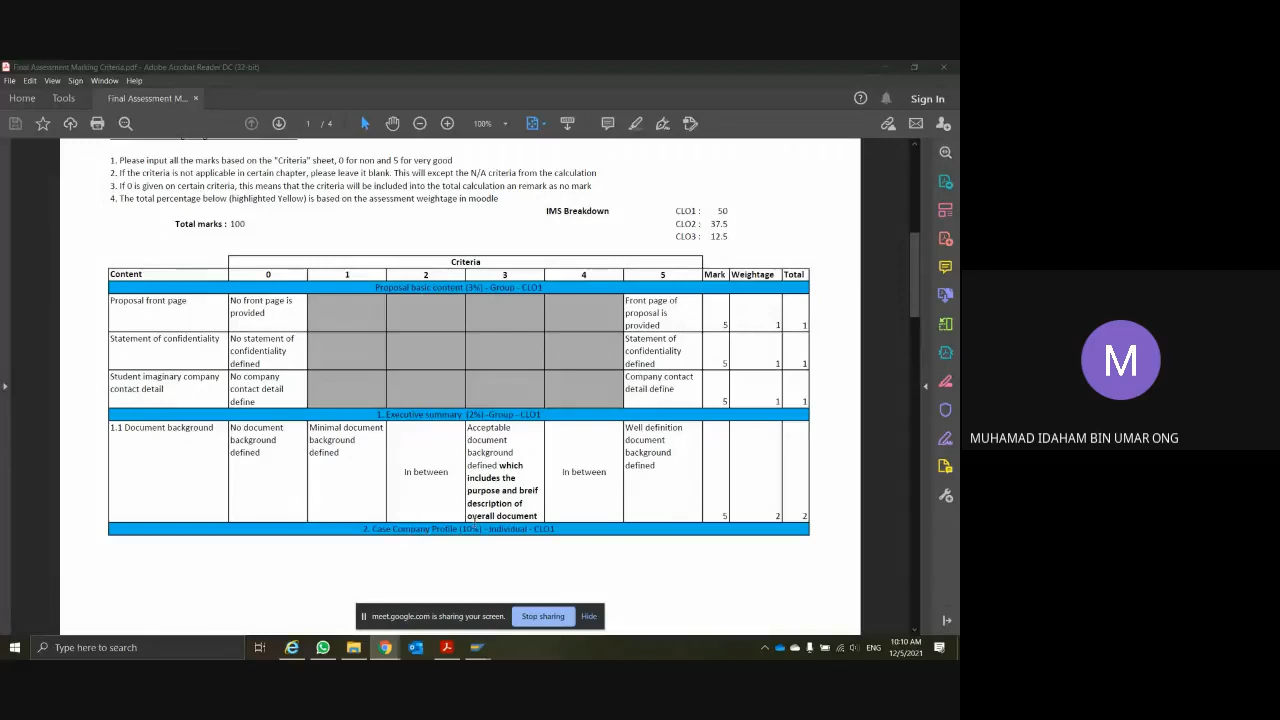 Final Assessment Marking Criteria.pdf - Adobe Acrobat Reader DC (32-bit)
File Edit View Sign Window Help
Home Tools Final Assessment M... × Sign In
1 / 4 100%
1. Please input all the marks based on the "Criteria" sheet, 0 for non and 5 for very good
2. If the criteria is not applicable in certain chapter, please leave it blank. This will except the N/A criteria from the calculation
3. If 0 is given on certain criteria, this means that the criteria will be included into the total calculation an remark as no mark
4. The total percentage below (highlighted Yellow) is based on the assessment weightage in moodle
IMS Breakdown CLO1 : 50
Total marks : 100 CLO2 : 37.5
CLO3 : 12.5
Criteria
Content 0 1 2 3 4 5 Mark Weightage Total
Proposal basic content (3%) - Group - CLO1
Proposal front page
No front page is
provided
Front page of
proposal is
provided
5 1 1
Statement of confidentiality
No statement of
confidentiality
defined
Statement of
confidentiality
defined
5 1 1
Student imaginary company
contact detail
No company
contact detail
define
Company contact
detail define
5 1 1
1. Executive summary (2%) -Group - CLO1
1.1 Document background
No document
background
defined
Minimal document
background
defined
In between
Acceptable
document
background
defined which
includes the
purpose and breif
description of
overall document
In between
Well definition
document
background
defined
5 2 2
2. Case Company Profile (10%) - Individual - CLO1
meet.google.com is sharing your screen. Stop sharing Hide
Type here to search
ENG
10:10 AM
12/5/2021
M
MUHAMAD IDAHAM BIN UMAR ONG